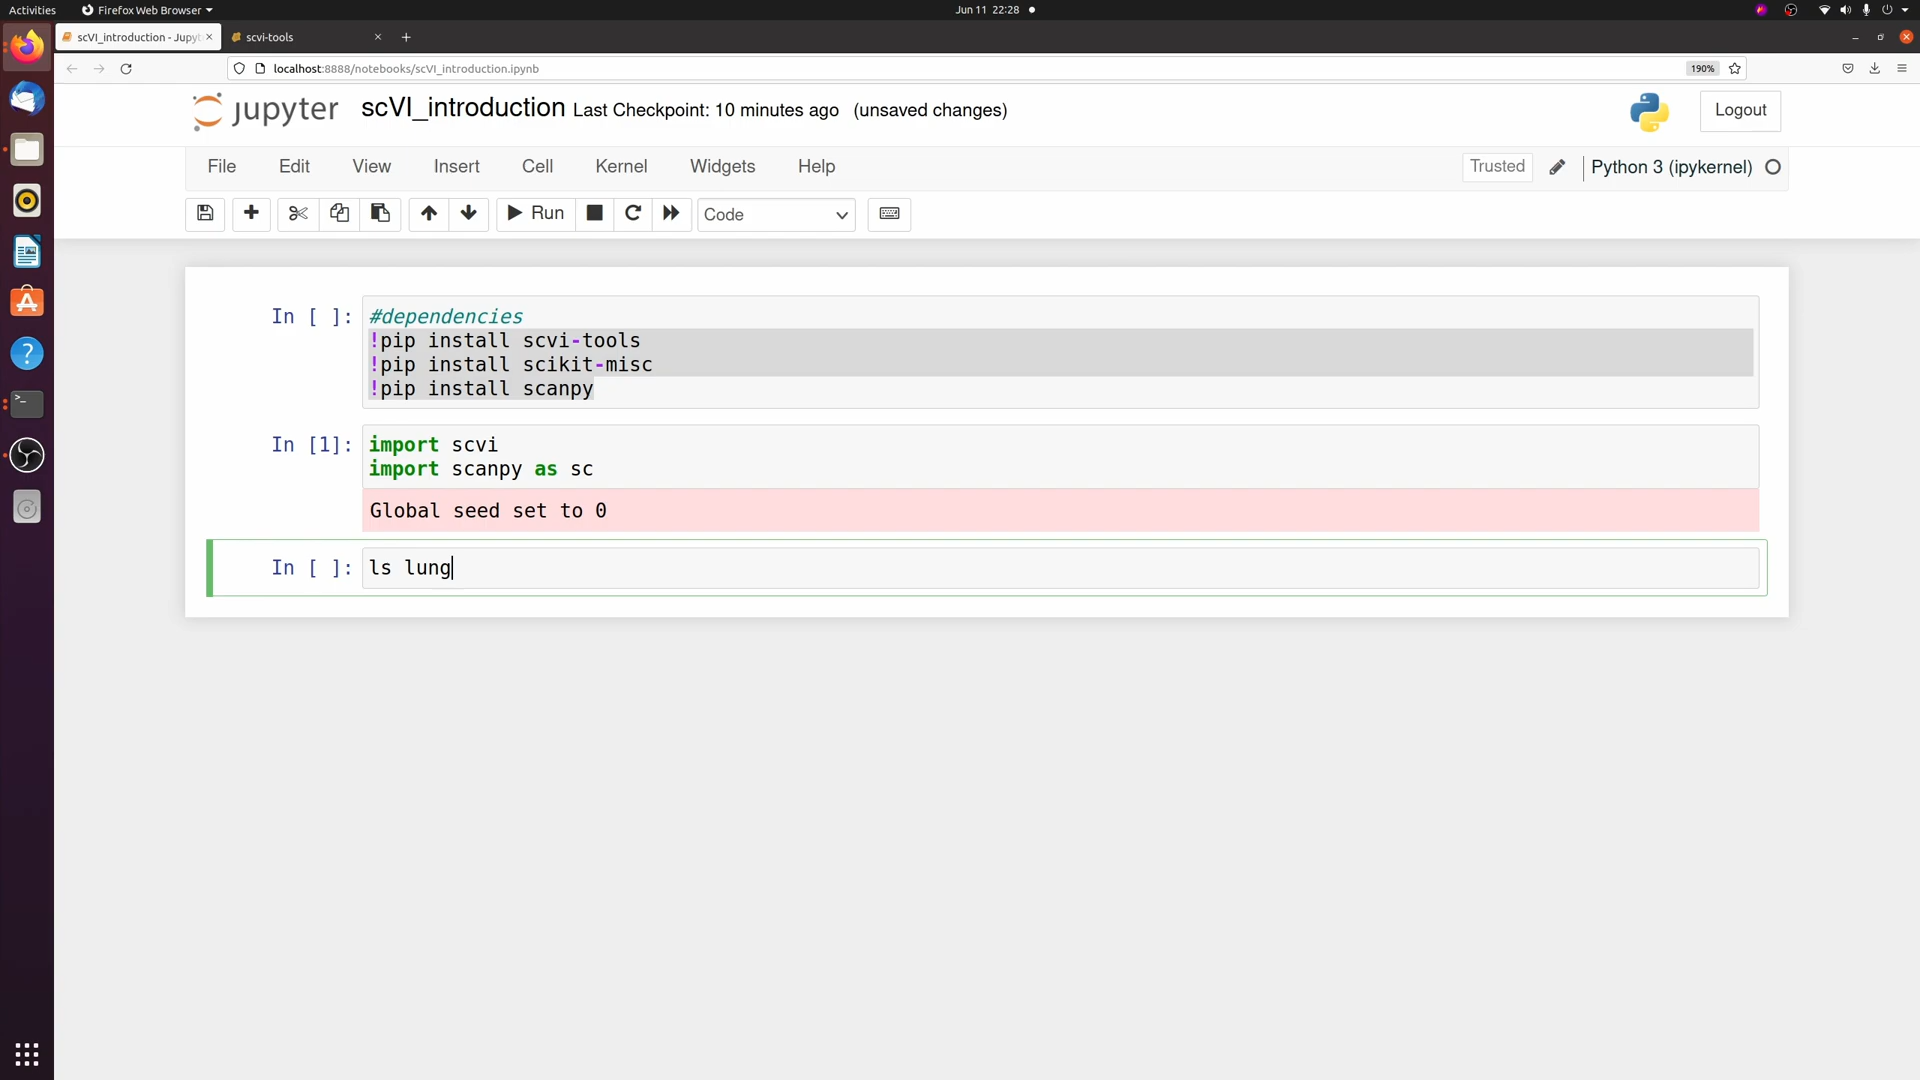 Activities
Firefox Web Browser
Jun 11 22:28
scVI_introduction - Jupyt
scvi-tools
localhost:8888/notebooks/scVI_introduction.ipynb
190%
jupyter
scVI_introduction
Last Checkpoint: 10 minutes ago
(unsaved changes)
Logout
File
Edit
View
Insert
Cell
Kernel
Widgets
Help
Trusted
Python 3 (ipykernel)
Run
Code
In [ ]:
#dependencies
!pip install scvi-tools
!pip install scikit-misc
!pip install scanpy
In [1]:
import scvi
import scanpy as sc
Global seed set to 0
In [ ]:
ls lung